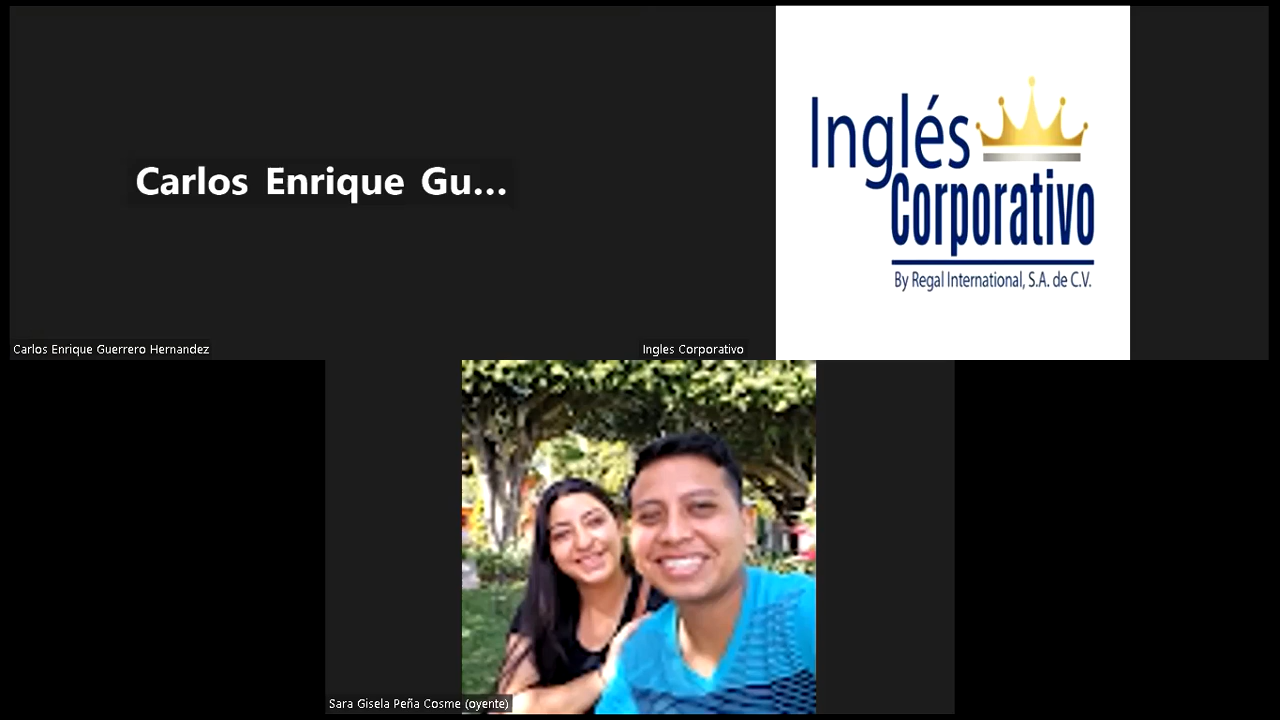 Carlos Enrique Gu...
Inglés
Corporativo
By Regal International, S.A. de C.V.
Carlos Enrique Guerrero Hernandez
Ingles Corporativo
Sara Gisela Peña Cosme (oyente)